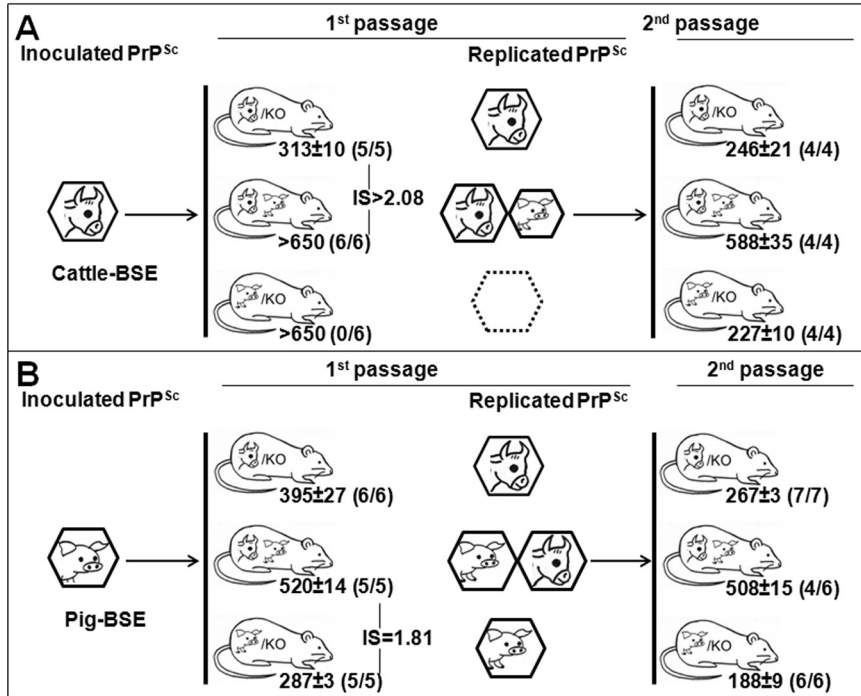 A
1st passage
2nd passage
Inoculated PrPSc
Replicated PrPSc
/KO
313±10 (5/5)
/KO
246±21 (4/4)
IS>2.08
>650 (6/6)
588±35 (4/4)
Cattle-BSE
/KO
>650 (0/6)
/KO
227±10 (4/4)
B
1st passage
2nd passage
Inoculated PrPSc
Replicated PrPSc
/KO
395±27 (6/6)
/KO
267±3 (7/7)
520±14 (5/5)
508±15 (4/6)
Pig-BSE
IS=1.81
/KO
287±3 (5/5)
/KO
188±9 (6/6)